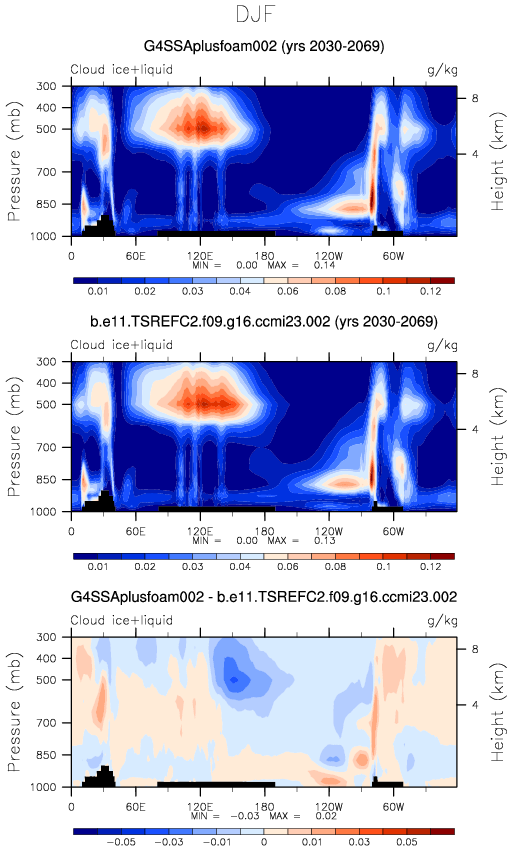 DJF
G4SSAplusfoam002 (yrs 2030-2069)
Cloud ice+liquid g/kg
Pressure (mb)
Height (km)
300
400
500
700
850
1000
8
4
0 60E 120E 180E 120W 60W
MIN = 0.00 MAX = 0.14
0.01 0.02 0.03 0.04 0.06 0.08 0.1 0.12
b.e11.TSREFC2.f09.g16.ccmi23.002 (yrs 2030-2069)
Cloud ice+liquid g/kg
Pressure (mb)
Height (km)
300
400
500
700
850
1000
8
4
0 60E 120E 180E 120W 60W
MIN = 0.00 MAX = 0.13
0.01 0.02 0.03 0.04 0.06 0.08 0.1 0.12
G4SSAplusfoam002 - b.e11.TSREFC2.f09.g16.ccmi23.002
Cloud ice+liquid g/kg
Pressure (mb)
Height (km)
300
400
500
700
850
1000
8
4
0 60E 120E 180E 120W 60W
MIN = -0.03 MAX = 0.02
-0.05 -0.03 -0.01 0 0.01 0.03 0.05